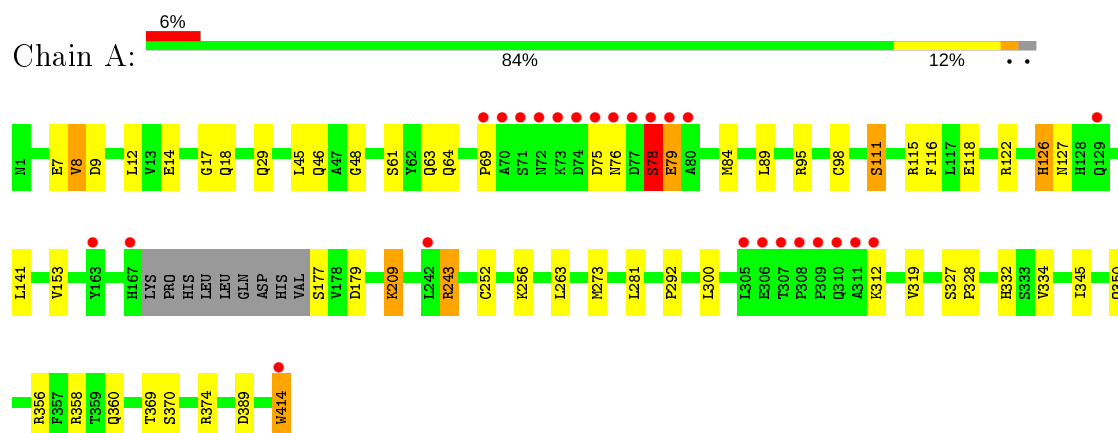 6%
Chain A:
84% 12% • •
N1 E7 V8 D9 L12 V13 E14 G17 Q18 Q29 L45 Q46 A47 G48 S61 Y62 Q63 Q64 P69 A70 S71 N72 K73 D74 D75 N76 D77 S78 E79 A80 M84 L89 R95 C98 S111 R115 F116 L117 E118 R122 H126 N127 H128 Q129
L141 V153 Y163 H167 LYS PRO HIS LEU LEU GLN ASP HIS VAL S177 V178 D179 K209 L242 R243 C252 K256 L263 M273 L281 P292 L300 L305 E306 T307 P308 P309 Q310 A311 K312 V319 S327 P328 H332 S333 V334 I345
R356 F357 R358 T359 Q360 T369 S370 R374 D389 W414